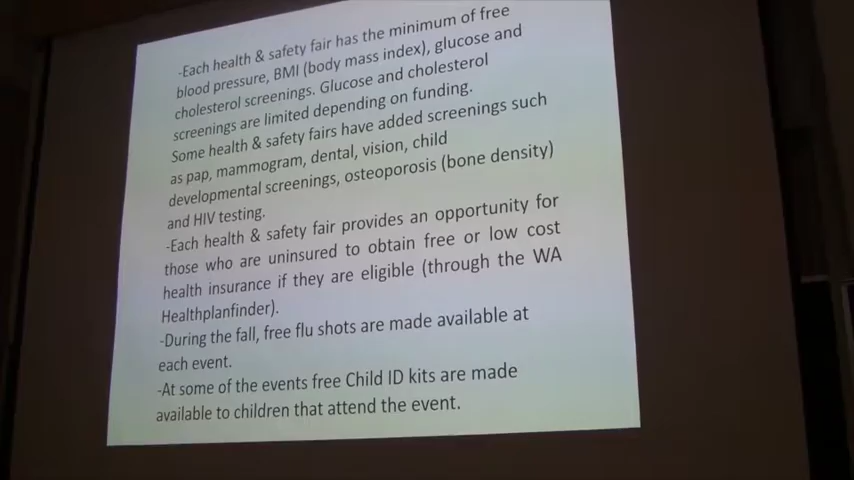 -Each health & safety fair has the minimum of free
blood pressure, BMI (body mass index), glucose and
cholesterol screenings. Glucose and cholesterol
screenings are limited depending on funding.
Some health & safety fairs have added screenings such
as pap, mammogram, dental, vision, child
developmental screenings, osteoporosis (bone density)
and HIV testing.
-Each health & safety fair provides an opportunity for
those who are uninsured to obtain free or low cost
health insurance if they are eligible (through the WA
Healthplanfinder).
-During the fall, free flu shots are made available at
each event.
-At some of the events free Child ID kits are made
available to children that attend the event.